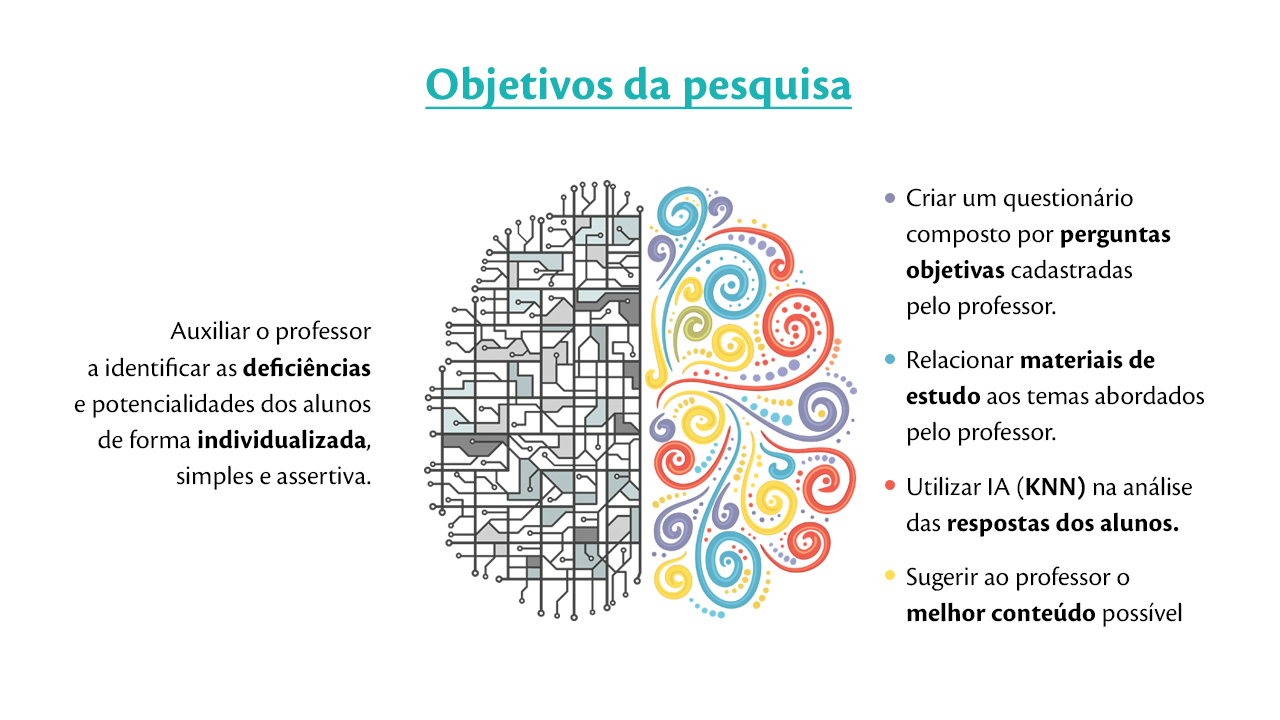 Objetivos da pesquisa
Auxiliar o professor
a identificar as deficiências
e potencialidades dos alunos
de forma individualizada,
simples e assertiva.
Criar um questionário
composto por perguntas
objetivas cadastradas
pelo professor.
Relacionar materiais de
estudo aos temas abordados
pelo professor.
Utilizar IA (KNN) na análise
das respostas dos alunos.
Sugerir ao professor o
melhor conteúdo possível